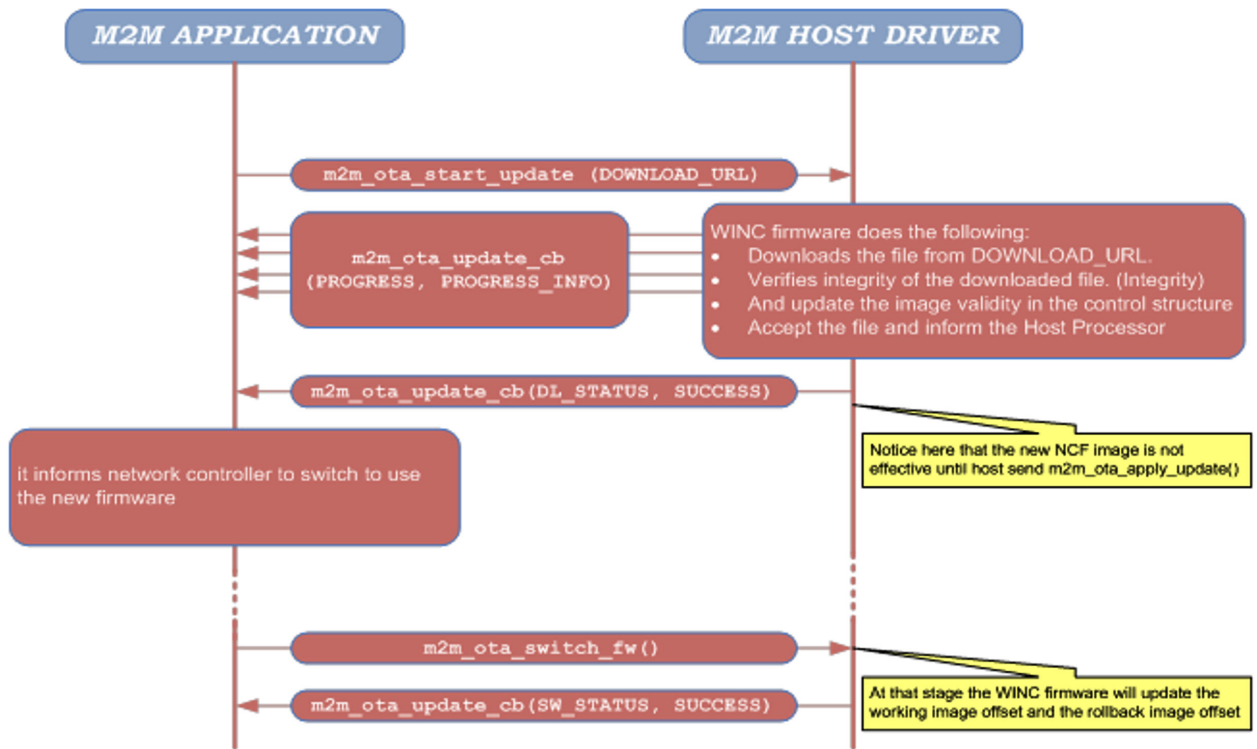 M2M APPLICATION
M2M HOST DRIVER
m2m_ota_start_update (DOWNLOAD_URL)
m2m_ota_update_cb
(PROGRESS, PROGRESS_INFO)
WINC firmware does the following:
• Downloads the file from DOWNLOAD_URL.
• Verifies integrity of the downloaded file. (Integrity)
• And update the image validity in the control structure
• Accept the file and inform the Host Processor
m2m_ota_update_cb(DL_STATUS, SUCCESS)
Notice here that the new NCF image is not
effective until host send m2m_ota_apply_update()
it informs network controller to switch to use
the new firmware
m2m_ota_switch_fw()
At that stage the WINC firmware will update the
working image offset and the rollback image offset
m2m_ota_update_cb(SW_STATUS, SUCCESS)